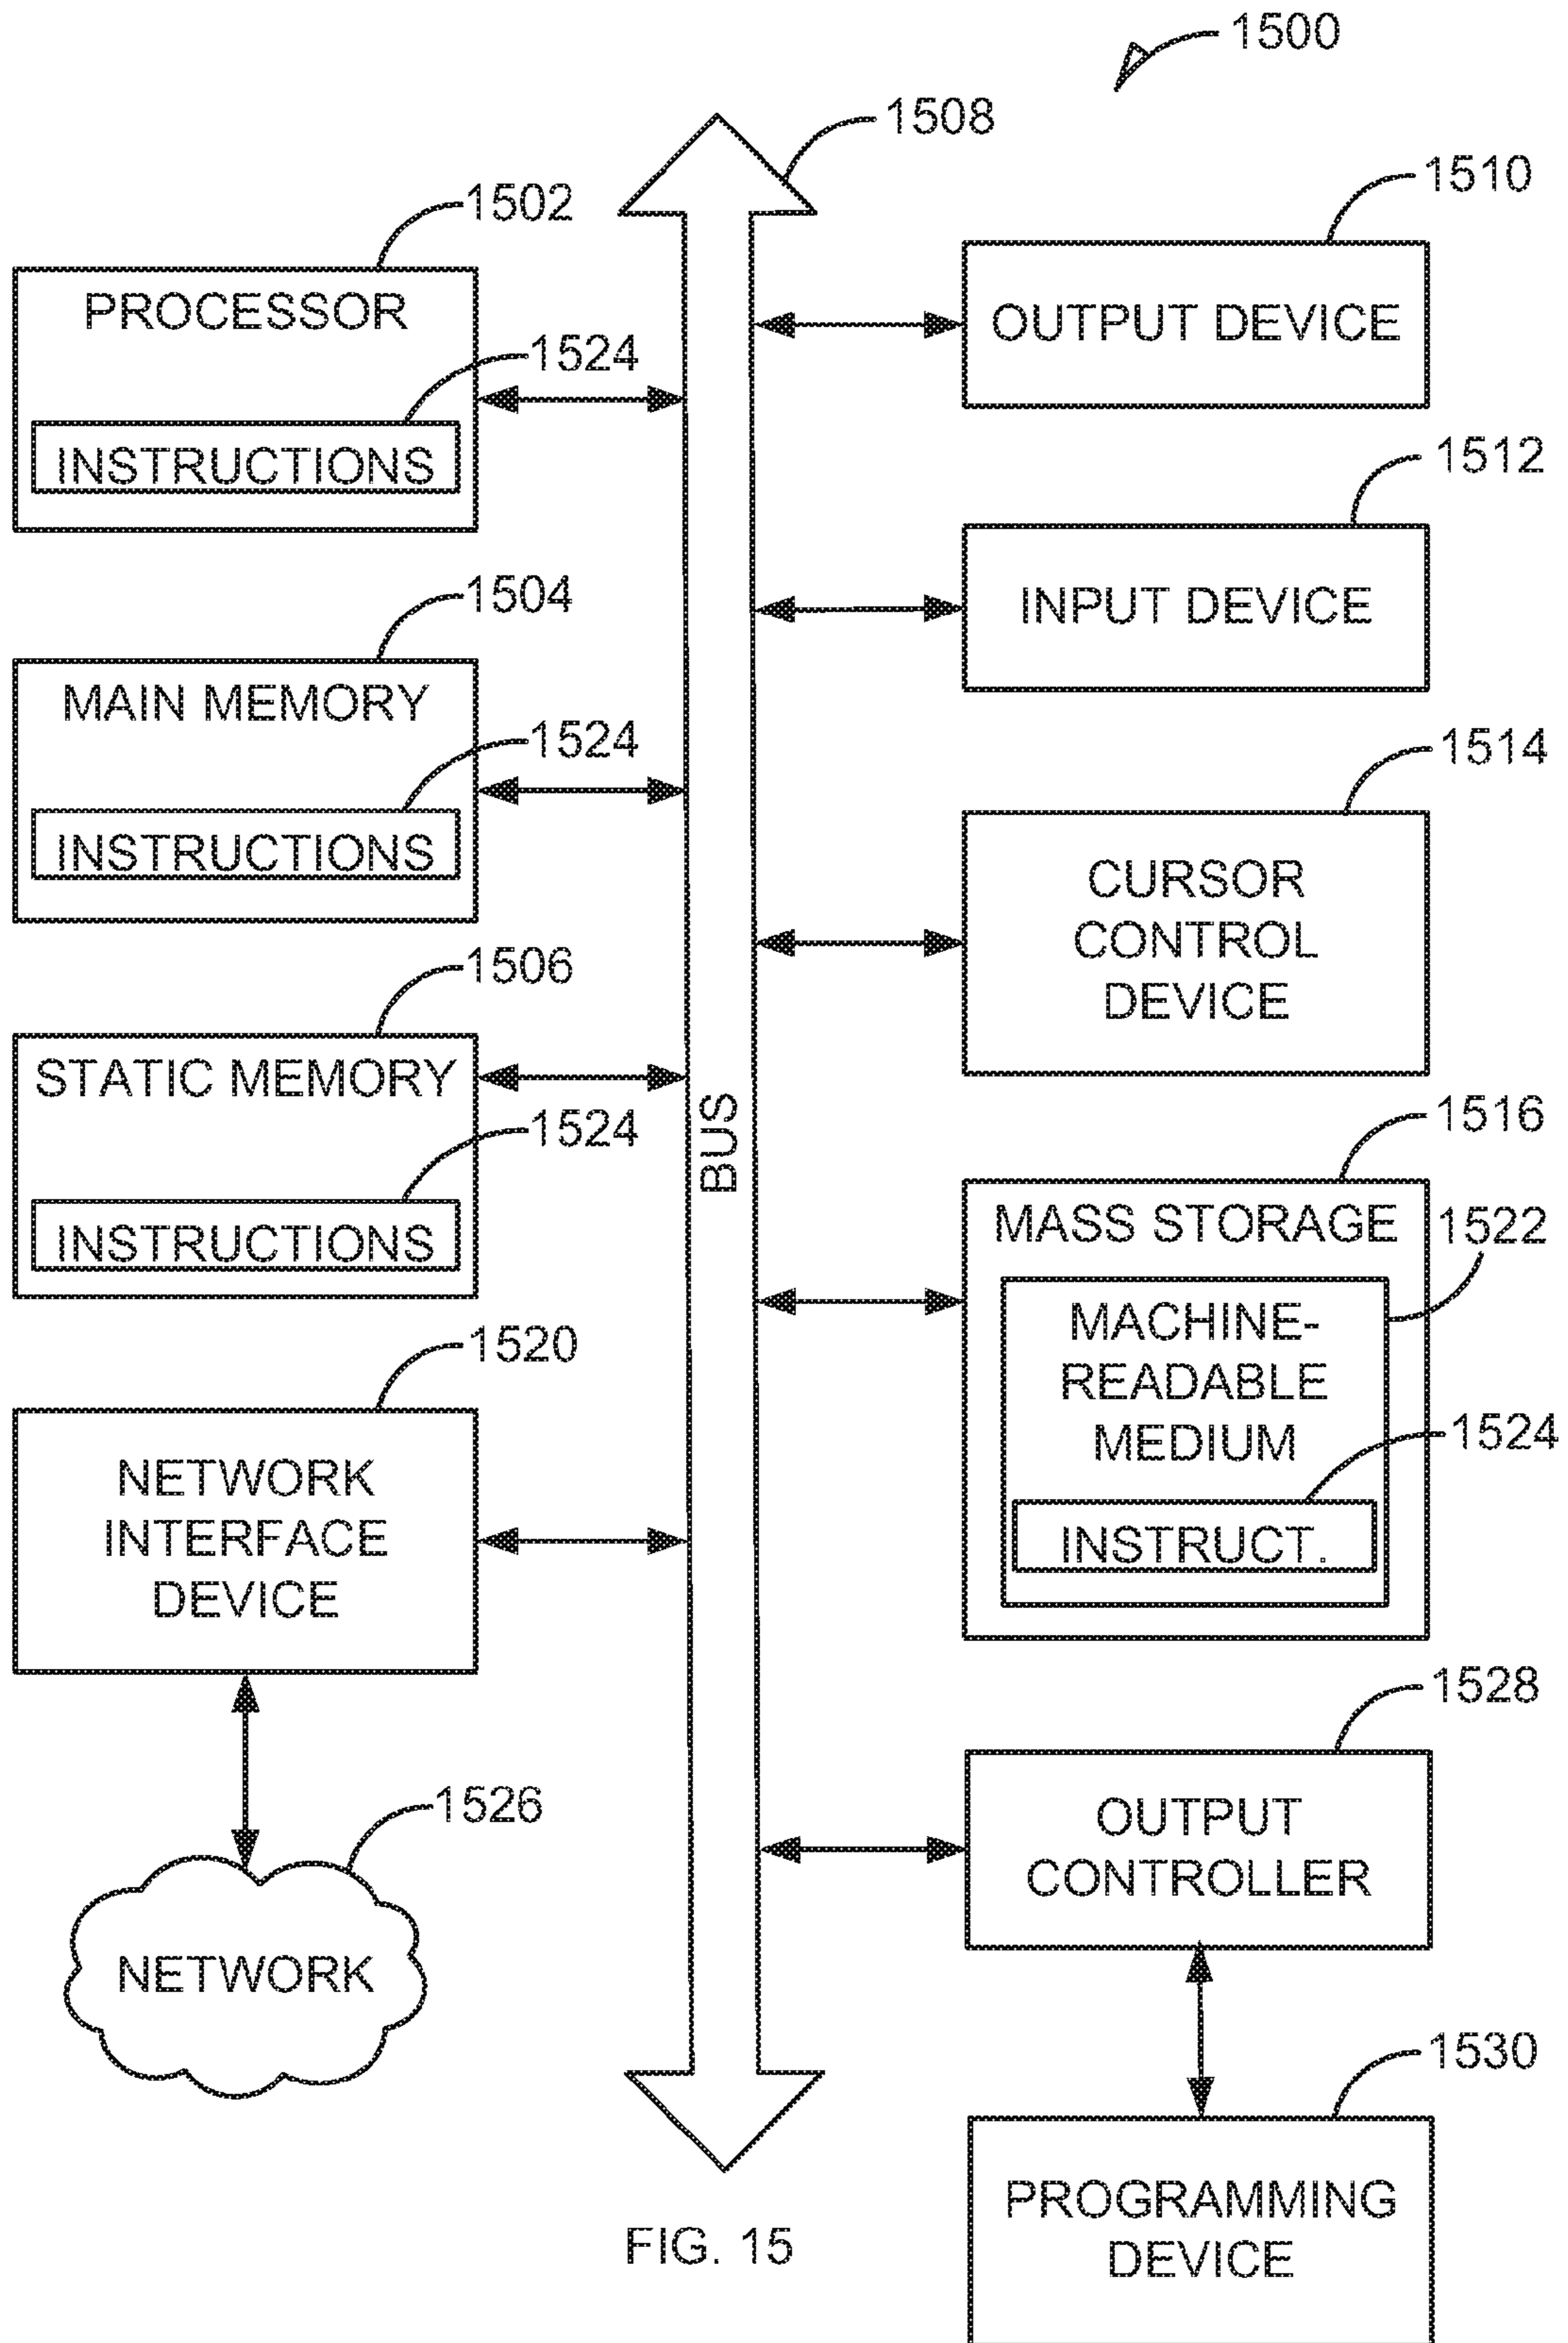 1500
1508
1502
PROCESSOR
1524
INSTRUCTIONS
1504
MAIN MEMORY
1524
INSTRUCTIONS
1506
STATIC MEMORY
1524
INSTRUCTIONS
1520
NETWORK
INTERFACE
DEVICE
1526
NETWORK
BUS
1510
OUTPUT DEVICE
1512
INPUT DEVICE
1514
CURSOR
CONTROL
DEVICE
1516
MASS STORAGE
1522
MACHINE-
READABLE
MEDIUM
1524
INSTRUCT.
1528
OUTPUT
CONTROLLER
1530
PROGRAMMING
DEVICE
FIG. 15